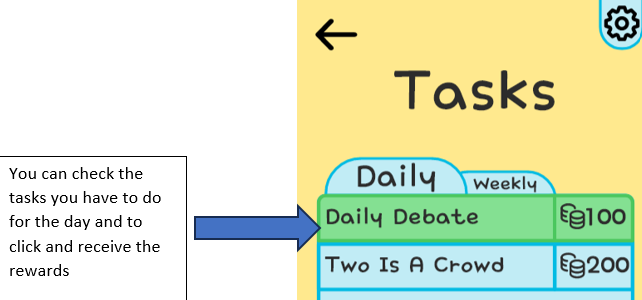 Tasks
Daily Weekly
Daily Debate 100
Two Is A Crowd 200
You can check the
tasks you have to do
for the day and to
click and receive the
rewards